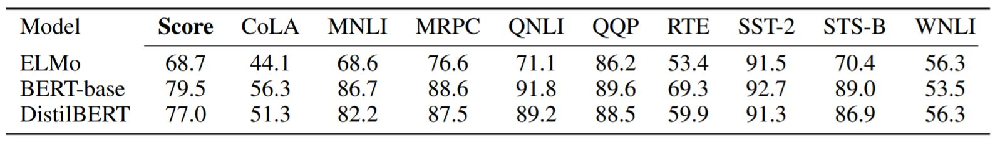 Model Score CoLA MNLI MRPC QNLI QQP RTE SST-2 STS-B WNLI
ELMo 68.7 44.1 68.6 76.6 71.1 86.2 53.4 91.5 70.4 56.3
BERT-base 79.5 56.3 86.7 88.6 91.8 89.6 69.3 92.7 89.0 53.5
DistilBERT 77.0 51.3 82.2 87.5 89.2 88.5 59.9 91.3 86.9 56.3